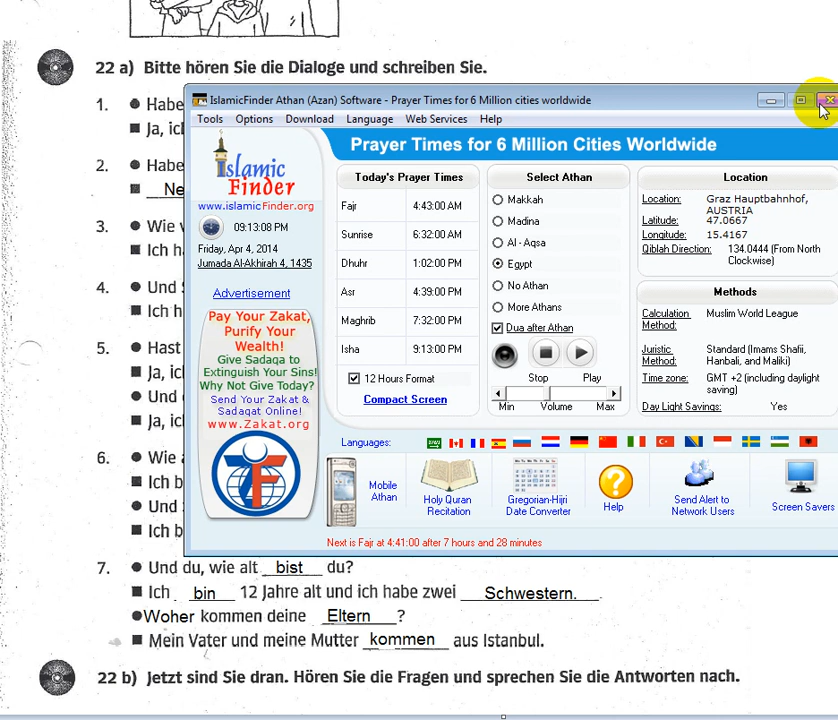 22 a) Bitte hören Sie die Dialoge und schreiben Sie.
1. Habe
Ja, ich
2. Habe
Ne
3. Wie
Ich h
4. Und
Ich h
5. Hast
Ja, ic
Und
Ja, ic
6. Wie
Ich b
Und
Ich b
IslamicFinder Athan (Azan) Software - Prayer Times for 6 Million cities worldwide
Tools Options Download Language Web Services Help
Prayer Times for 6 Million Cities Worldwide
Islamic
Finder
www.islamicFinder.org
09:13:08 PM
Friday, Apr 4, 2014
Jumada Al-Akhirah 4, 1435
Advertisement
Pay Your Zakat,
Purify Your
Wealth!
Give Sadaqa to
Extinguish Your Sins!
Why Not Give Today?
Send Your Zakat &
Sadaqat Online!
www.Zakat.org
Today's Prayer Times
Fajr 4:43:00 AM
Sunrise 6:32:00 AM
Dhuhr 1:02:00 PM
Asr 4:39:00 PM
Maghrib 7:32:00 PM
Isha 9:13:00 PM
12 Hours Format
Compact Screen
Select Athan
Makkah
Madina
Al - Aqsa
Egypt
No Athan
More Athans
Dua after Athan
Stop Play
Min Volume Max
Location
Location: Graz Hauptbahnhof,
AUSTRIA
Latitude: 47.0667
Longitude: 15.4167
Qiblah Direction: 134.0444 (From North
Clockwise)
Methods
Calculation Muslim World League
Method:
Juristic Standard (Imams Shafii,
Method: Hanbali, and Maliki)
Time zone: GMT +2 (including daylight
saving)
Day Light Savings: Yes
Languages:
Mobile
Athan
Holy Quran
Recitation
Gregorian-Hijri
Date Converter
Help
Send Alert to
Network Users
Screen Savers
Next is Fajr at 4:41:00 after 7 hours and 28 minutes
7. Und du, wie alt bist du?
Ich bin 12 Jahre alt und ich habe zwei Schwestern.
Woher kommen deine Eltern ?
Mein Vater und meine Mutter kommen aus Istanbul.
22 b) Jetzt sind Sie dran. Hören Sie die Fragen und sprechen Sie die Antworten nach.